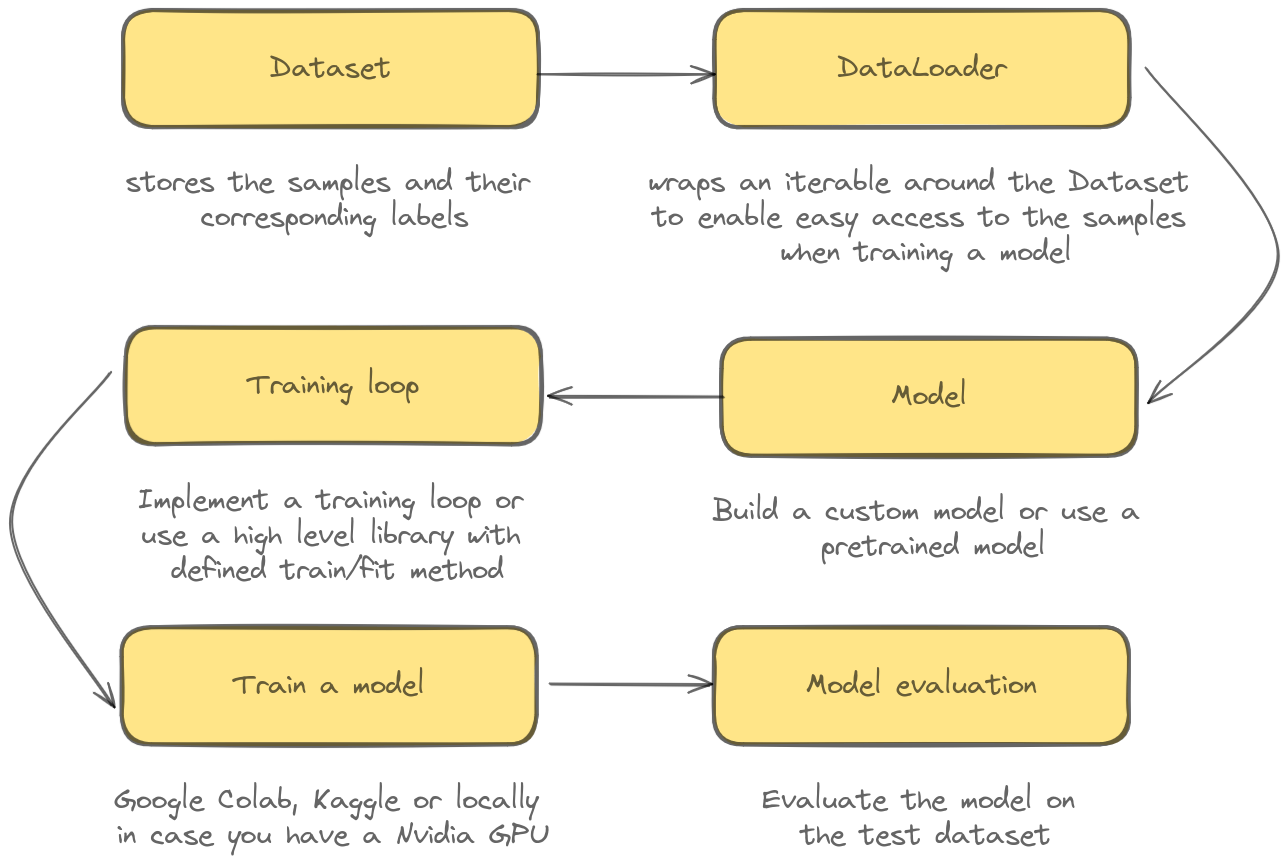 Dataset
DataLoader
stores the samples and their
corresponding labels
wraps an iterable around the Dataset
to enable easy access to the samples
when training a model
Training loop
Model
Implement a training loop or
use a high level library with
defined train/fit method
Build a custom model or use a
pretrained model
Train a model
Model evaluation
Google Colab, Kaggle or locally
in case you have a Nvidia GPU
Evaluate the model on
the test dataset